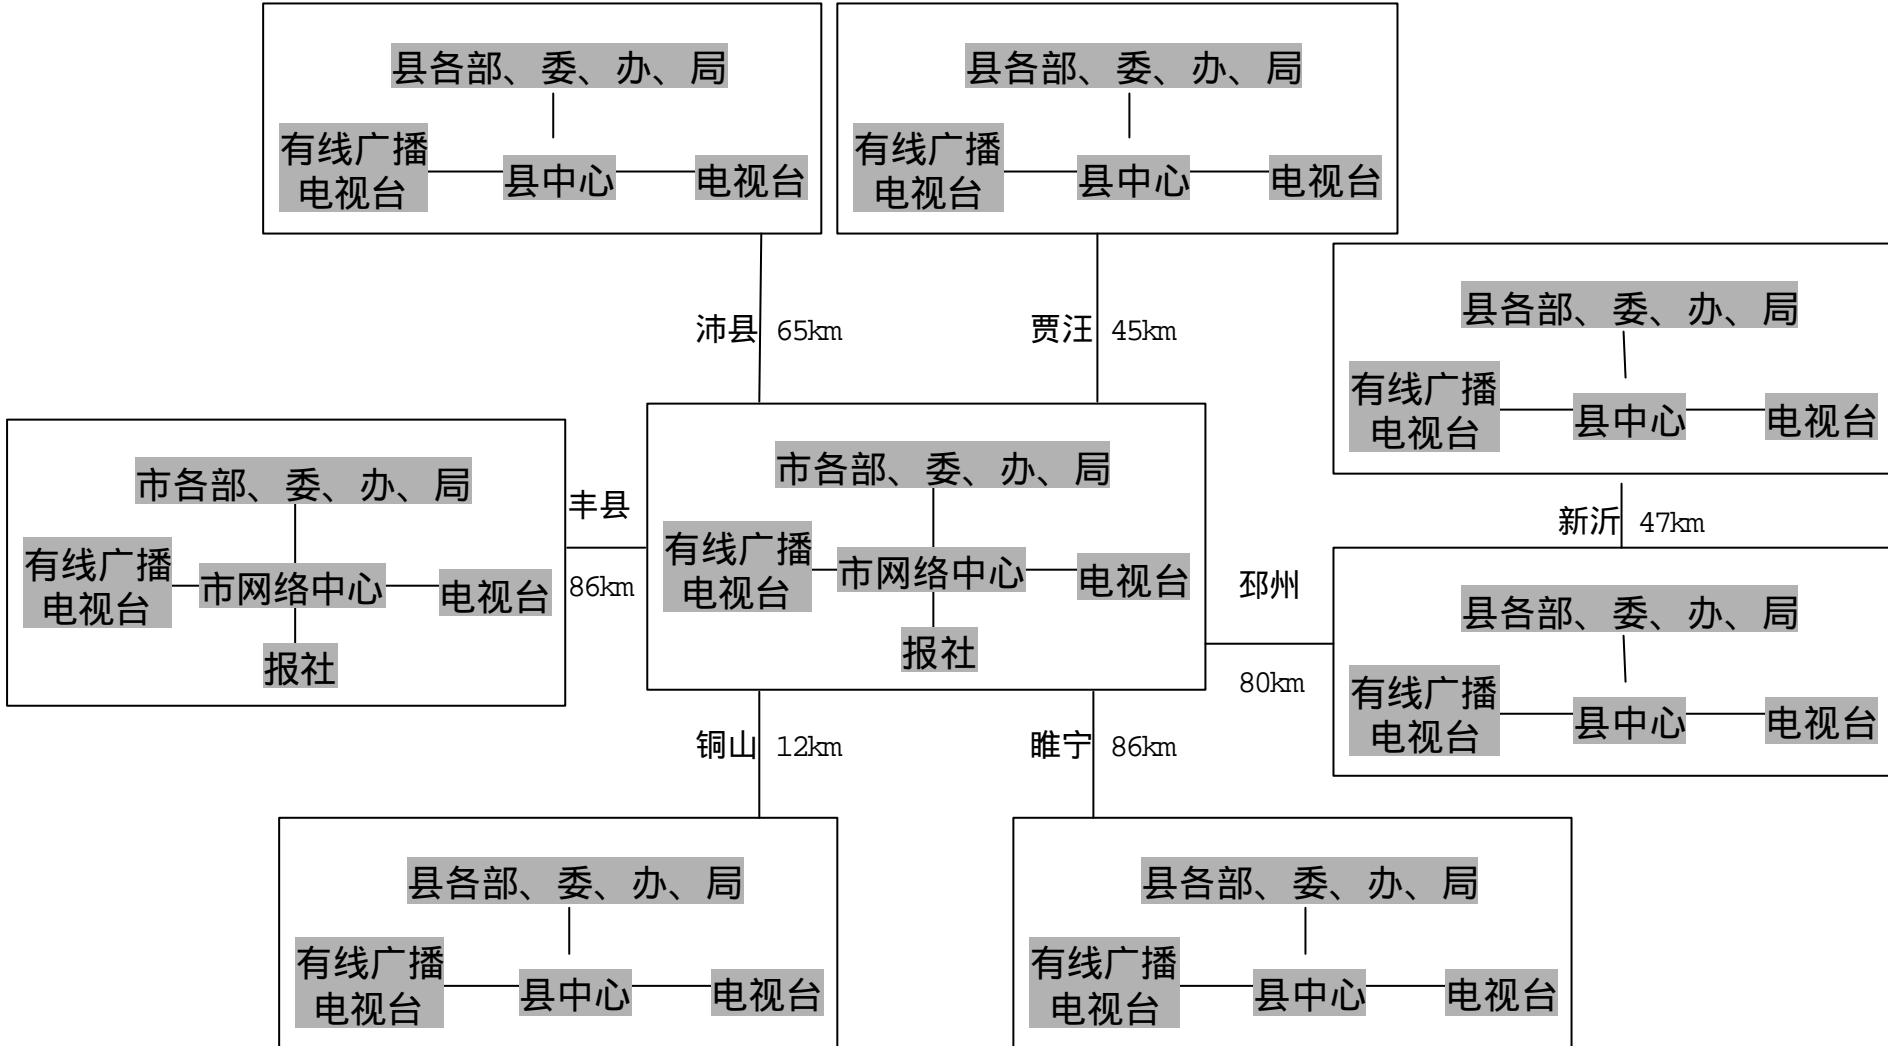 县各部、委、办、局
有线广播
电视台
县中心
电视台
县各部、委、办、局
有线广播
电视台
县中心
电视台
沛县 65km
贾汪 45km
县各部、委、办、局
有线广播
电视台
县中心
电视台
市各部、委、办、局
有线广播
电视台
市网络中心
电视台
报社
丰县
86km
市各部、委、办、局
有线广播
电视台
市网络中心
电视台
报社
新沂 47km
邳州
80km
县各部、委、办、局
有线广播
电视台
县中心
电视台
铜山 12km
睢宁 86km
县各部、委、办、局
有线广播
电视台
县中心
电视台
县各部、委、办、局
有线广播
电视台
县中心
电视台